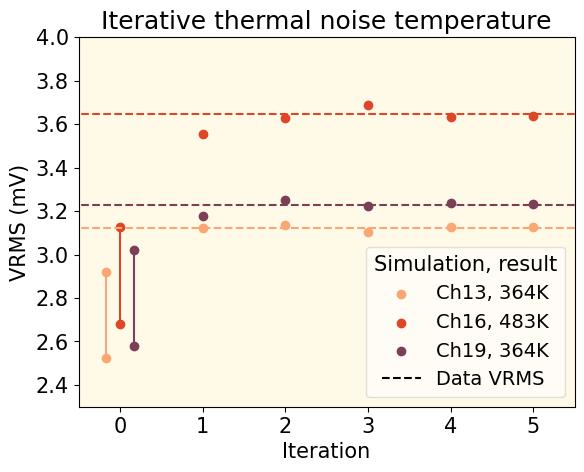 Iterative thermal noise temperature
VRMS (mV)
4.0
3.8
3.6
3.4
3.2
3.0
2.8
2.6
2.4
Simulation, result
Ch13, 364K
Ch16, 483K
Ch19, 364K
Data VRMS
0 1 2 3 4 5
Iteration